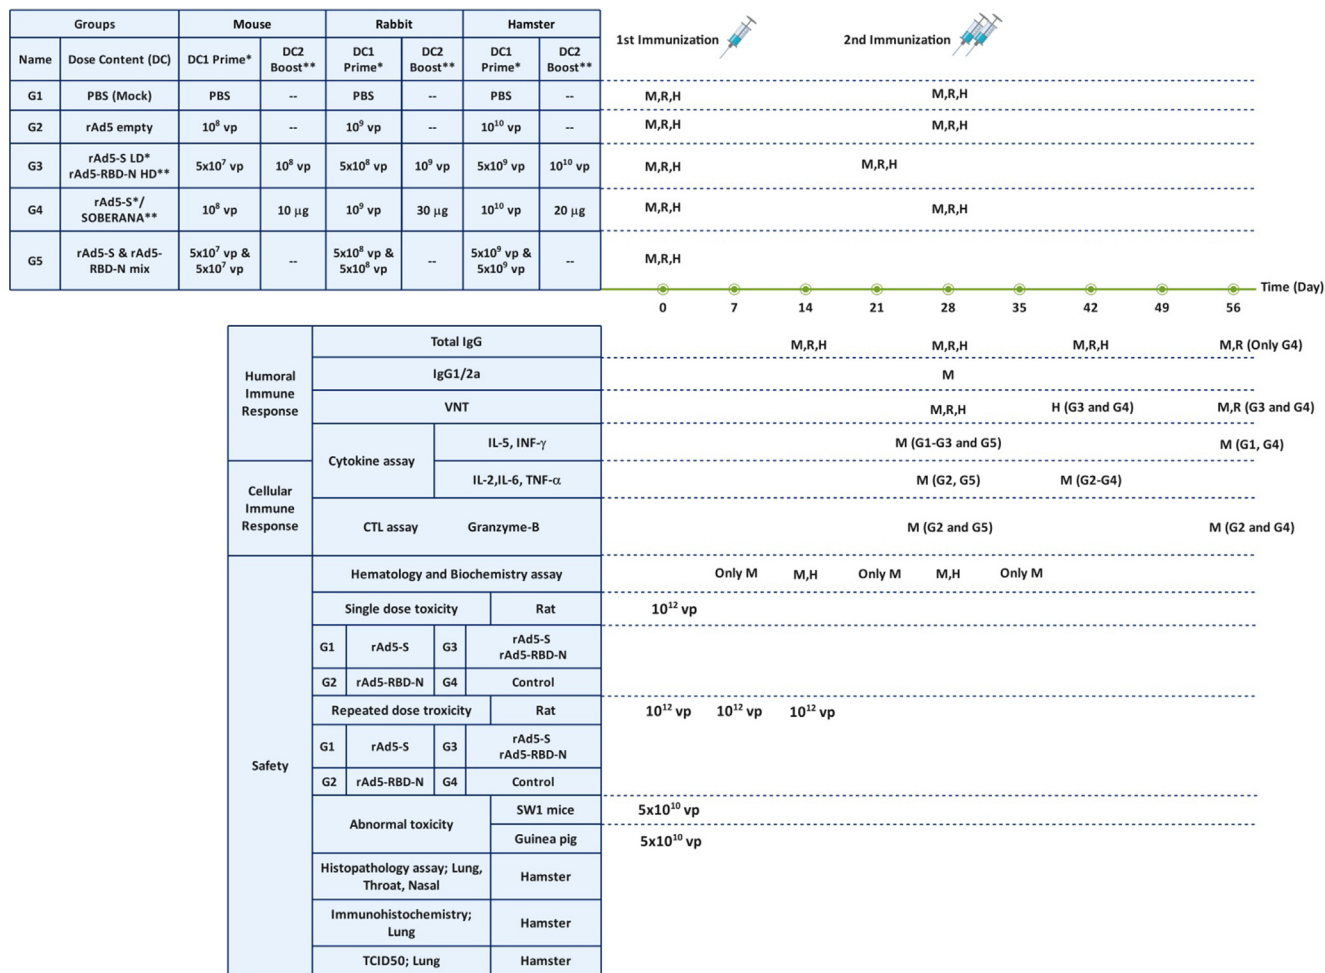 Groups Mouse Rabbit Hamster
1st Immunization 2nd Immunization
Name Dose Content (DC) DC1 Prime* DC2 Boost** DC1 Prime* DC2 Boost** DC1 Prime* DC2 Boost**
G1 PBS (Mock) PBS -- PBS -- PBS -- M,R,H M,R,H
G2 rAd5 empty 10⁸ vp -- 10⁹ vp -- 10¹⁰ vp -- M,R,H M,R,H
G3 rAd5-S LD* rAd5-RBD-N HD** 5x10⁷ vp 10⁸ vp 5x10⁸ vp 10⁹ vp 5x10⁹ vp 10¹⁰ vp M,R,H M,R,H
G4 rAd5-S*/ SOBERANA** 10⁸ vp 10 μg 10⁹ vp 30 μg 10¹⁰ vp 20 μg M,R,H M,R,H
G5 rAd5-S & rAd5-RBD-N mix 5x10⁷ vp & 5x10⁷ vp -- 5x10⁸ vp & 5x10⁸ vp -- 5x10⁹ vp & 5x10⁹ vp -- M,R,H
Time (Day)
0 7 14 21 28 35 42 49 56
Humoral Immune Response
Total IgG M,R,H M,R,H M,R,H M,R (Only G4)
IgG1/2a M
VNT M,R,H H (G3 and G4) M,R (G3 and G4)
Cytokine assay
IL-5, INF-γ M (G1-G3 and G5) M (G1, G4)
Cellular Immune Response
IL-2,IL-6, TNF-α M (G2, G5) M (G2-G4)
CTL assay Granzyme-B M (G2 and G5) M (G2 and G4)
Safety
Hematology and Biochemistry assay Only M M,H Only M M,H Only M
Single dose toxicity Rat 10¹² vp
G1 rAd5-S G3 rAd5-S rAd5-RBD-N
G2 rAd5-RBD-N G4 Control
Repeated dose troxicity Rat 10¹² vp 10¹² vp 10¹² vp
G1 rAd5-S G3 rAd5-S rAd5-RBD-N
G2 rAd5-RBD-N G4 Control
Abnormal toxicity
SW1 mice 5x10¹⁰ vp
Guinea pig 5x10¹⁰ vp
Histopathology assay; Lung, Throat, Nasal Hamster
Immunohistochemistry; Lung Hamster
TCID50; Lung Hamster